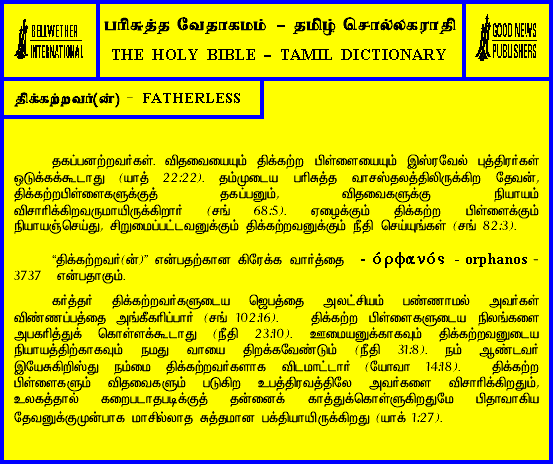 BELLWETHER
INTERNATIONAL
பரிசுத்த வேதாகமம் - தமிழ் சொல்லகராதி
THE HOLY BIBLE - TAMIL DICTIONARY
GOOD NEWS
PUBLISHERS
திக்கற்றவர்(ன்) - FATHERLESS
தகப்பனற்றவர்கள். விதவையையும் திக்கற்ற பிள்ளையையும் இஸ்ரவேல் புத்திரர்கள்
ஒடுக்கக்கூடாது (யாத் 22:22). தம்முடைய பரிசுத்த வாசஸ்தலத்திலிருக்கிற தேவன்,
திக்கற்றபிள்ளைகளுக்குத் தகப்பனும், விதவைகளுக்கு நியாயம்
விசாரிக்கிறவருமாயிருக்கிறார் (சங் 68:5). ஏழைக்கும் திக்கற்ற பிள்ளைக்கும்
நியாயஞ்செய்து, சிறுமைப்பட்டவனுக்கும் திக்கற்றவனுக்கும் நீதி செய்யுங்கள் (சங் 82:3).
"திக்கற்றவர்(ன்)" என்பதற்கான கிரேக்க வார்த்தை - ὀρφανός - orphanos -
3737 என்பதாகும்.
கர்த்தர் திக்கற்றவர்களுடைய ஜெபத்தை அலட்சியம் பண்ணாமல் அவர்கள்
விண்ணப்பத்தை அங்கீகரிப்பார் (சங் 102:16). திக்கற்ற பிள்ளைகளுடைய நிலங்களை
அபகரித்துக் கொள்ளக்கூடாது (நீதி 23:10). ஊமையனுக்காகவும் திக்கற்றவனுடைய
நியாயத்திற்காகவும் நமது வாயை திறக்கவேண்டும் (நீதி 31:8). நம் ஆண்டவர்
இயேசுகிறிஸ்து நம்மை திக்கற்றவர்களாக விடமாட்டார் (யோவா 14:18). திக்கற்ற
பிள்ளைகளும் விதவைகளும் படுகிற உபத்திரவத்திலே அவர்களை விசாரிக்கிறதும்,
உலகத்தால் கறைபடாதபடிக்குத் தன்னைக் காத்துக்கொள்ளுகிறதுமே பிதாவாகிய
தேவனுக்குமுன்பாக மாசில்லாத சுத்தமான பக்தியாயிருக்கிறது (யாக் 1:27).